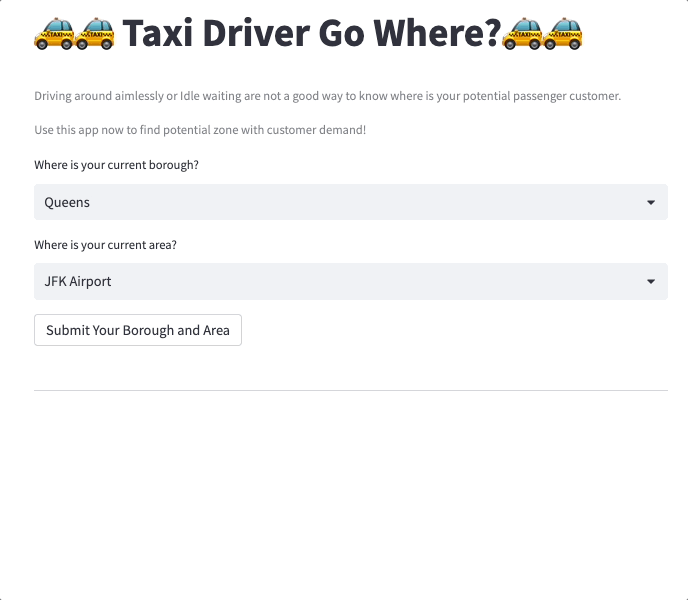 Taxi Driver Go Where?
Driving around aimlessly or Idle waiting are not a good way to know where is your potential passenger customer.
Use this app now to find potential zone with customer demand!
Where is your current borough?
Queens
Where is your current area?
JFK Airport
Submit Your Borough and Area